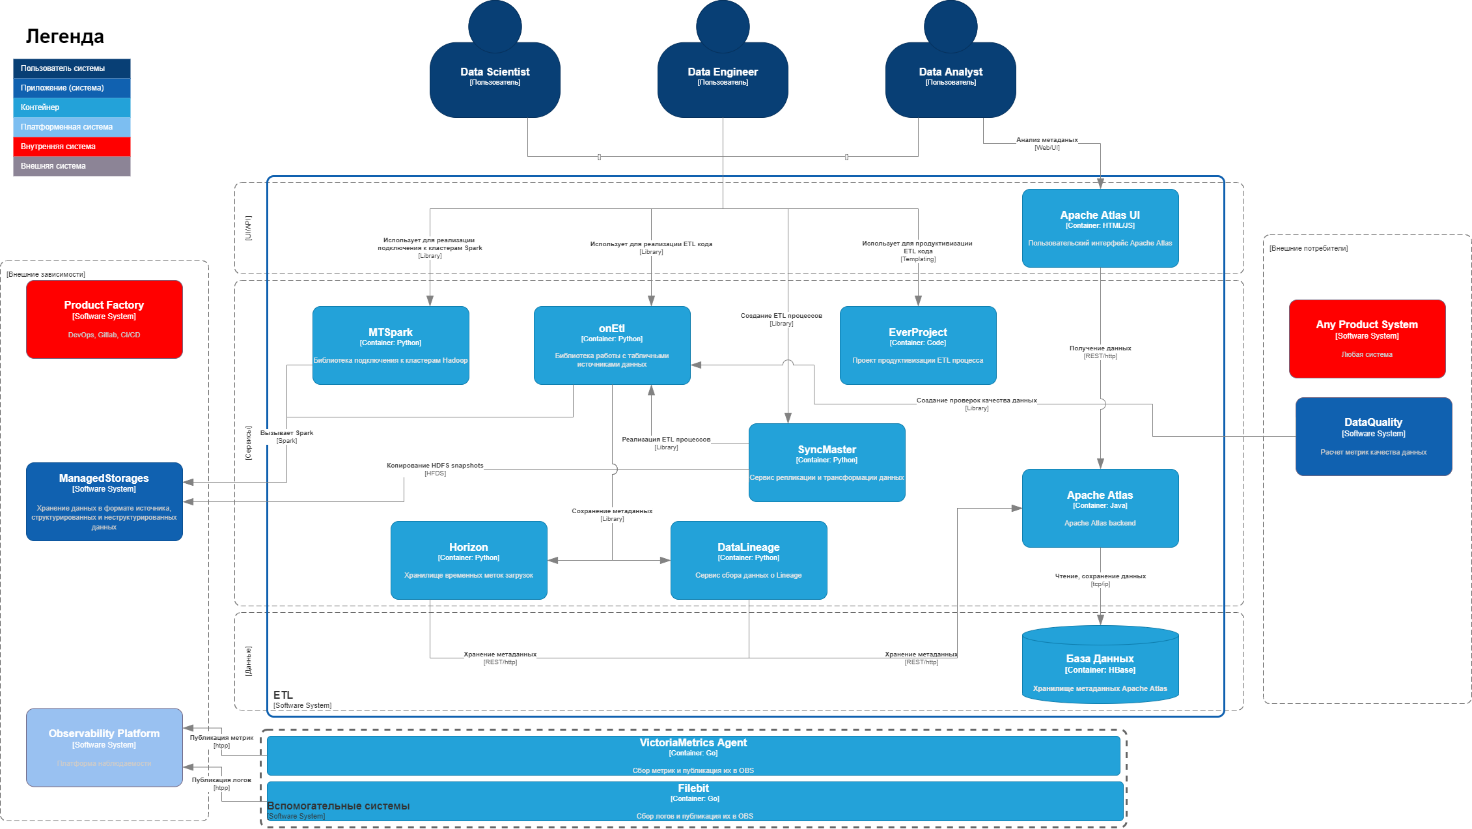 Легенда
Пользователь системы
Приложение (система)
Контейнер
Платформенная система
Внутренняя система
Внешняя система
Data Scientist
[Пользователь]
Data Engineer
[Пользователь]
Data Analyst
[Пользователь]
Анализ метаданых
[Web/UI]
[UI/API]
Использует для реализации
подключения к кластерам Spark
[Library]
Использует для реализации ETL кода
[Library]
Использует для продуктивизации
ETL кода
[Templating]
Apache Atlas UI
[Container: HTML/JS]
Пользовательский интерфейс Apache Atlas
[Внешние зависимости]
Product Factory
[Software System]
DevOps, Gitlab, CI/CD
[Внешние потребители]
Any Product System
[Software System]
Любая система
MTSpark
[Container: Python]
Библиотека подключения к кластерам Hadoop
onEtl
[Container: Python]
Библиотека работы с табличными
источниками данных
Создание ETL процессов
[Library]
EverProject
[Container: Code]
Проект продуктивизации ETL процесса
Получение данных
[REST/http]
Создание проверок качества данных
[Library]
DataQuality
[Software System]
Расчет метрик качества данных
[Сервисы]
Вызывает Spark
[Spark]
Реализация ETL процессов
[Library]
SyncMaster
[Container: Python]
Сервис репликации и трансформации данных
Копирование HDFS snapshots
[HFDS]
ManagedStorages
[Software System]
Хранение данных в формате источника,
структурированных и неструктурированных
данных
Apache Atlas
[Container: Java]
Apache Atlas backend
Сохранение метаданных
[Library]
Horizon
[Container: Python]
Хранилище временных меток загрузок
DataLineage
[Container: Python]
Сервис сбора данных о Lineage
Чтение, сохранение данных
[tcp/ip]
[Данные]
Хранение метаданных
[REST/http]
Хранение метаданных
[REST/http]
База Данных
[Container: HBase]
Хранилище метаданных Apache Atlas
ETL
[Software System]
Observability Platform
[Software System]
Платформа наблюдаемости
Публикация метрик
[htpp]
Публикация логов
[htpp]
VictoriaMetrics Agent
[Container: Go]
Сбор метрик и публикация их в OBS
Filebit
[Container: Go]
Сбор логов и публикация их в OBS
Вспомогательные системы
[Software System]